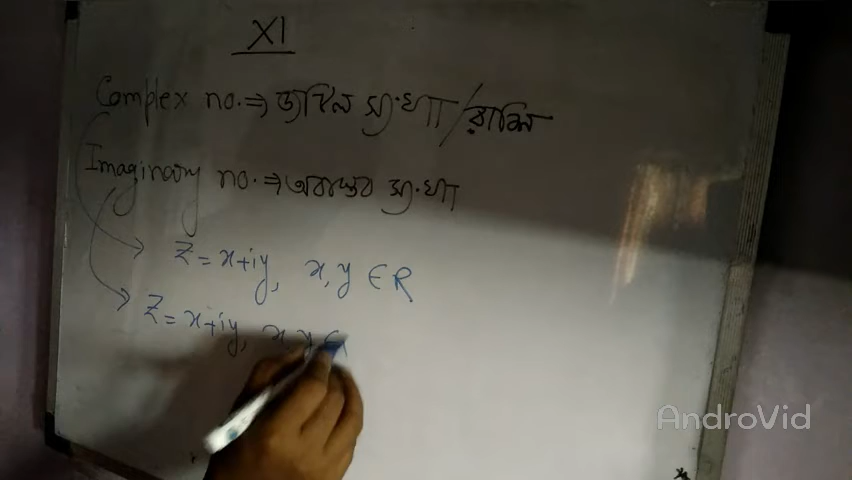 XI
Complex no. ⇒ জটিল সংখ্যা/রাশি
Imaginary no. ⇒ অবাস্তব সংখ্যা
Z = x+iy, x, y ∈ R
Z = x+iy, x, y ∈
AndroVid